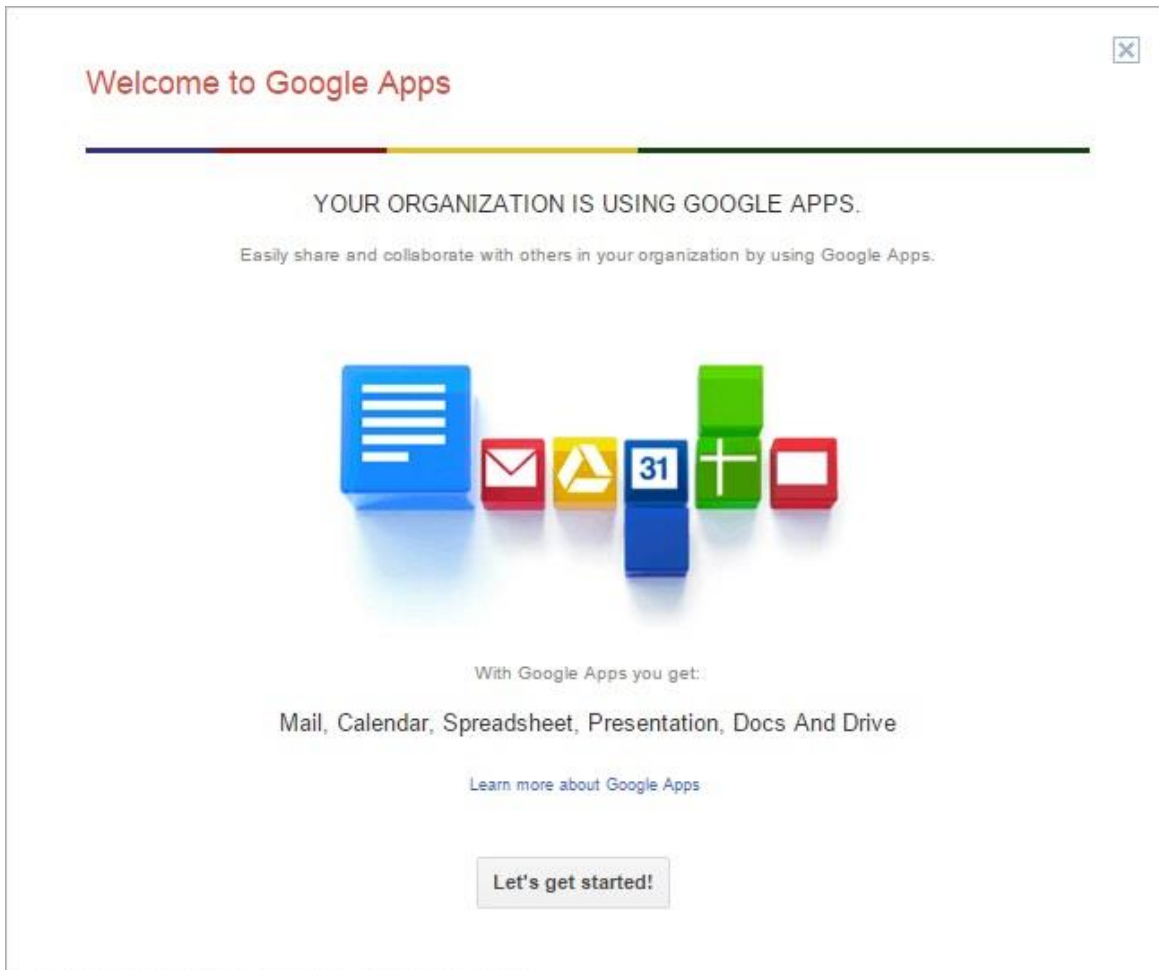 Welcome to Google Apps
YOUR ORGANIZATION IS USING GOOGLE APPS.
Easily share and collaborate with others in your organization by using Google Apps.
31
With Google Apps you get:
Mail, Calendar, Spreadsheet, Presentation, Docs And Drive
Learn more about Google Apps
Let's get started!